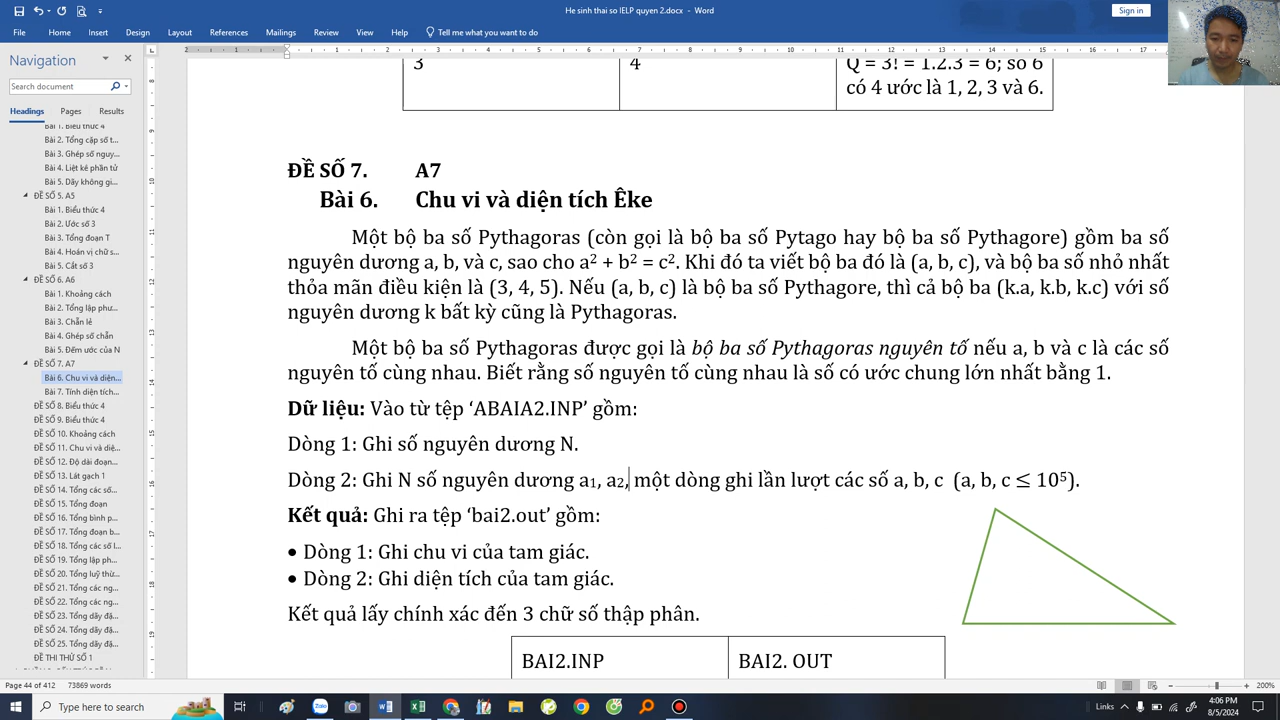 He sinh thai so IELP quyen 2.docx - Word
Sign in
File Home Insert Design Layout References Mailings Review View Help Tell me what you want to do
Navigation
Search document
Headings Pages Results
Bài 1. Biểu thức 4
Bài 2. Tổng cặp số t...
Bài 3. Ghép số nguy...
Bài 4. Liệt kê phần tử
Bài 5. Dãy không gi...
ĐỀ SỐ 5. A5
Bài 1. Biểu thức 4
Bài 2. Ước số 3
Bài 3. Tổng đoạn T
Bài 4. Hoán vị chữ s...
Bài 5. Cắt số 3
ĐỀ SỐ 6. A6
Bài 1. Khoảng cách
Bài 2. Tổng lập phư...
Bài 3. Chẵn lẻ
Bài 4. Ghép số chẵn
Bài 5. Đếm ước của N
ĐỀ SỐ 7. A7
Bài 6. Chu vi và diện...
Bài 7. Tính diện tích...
ĐỀ SỐ 8. Biểu thức 4
ĐỀ SỐ 9. Biểu thức 4
ĐỀ SỐ 10. Khoảng cách
ĐỀ SỐ 11. Chu vi và diệ...
ĐỀ SỐ 12. Độ dài đoạn...
ĐỀ SỐ 13. Lát gạch 1
ĐỀ SỐ 14. Tổng các số...
ĐỀ SỐ 15. Tổng đoạn
ĐỀ SỐ 16. Tổng bình p...
ĐỀ SỐ 17. Tổng đoạn b...
ĐỀ SỐ 18. Tổng các số l...
ĐỀ SỐ 19. Tổng lập ph...
ĐỀ SỐ 20. Tổng luỹ thừ...
ĐỀ SỐ 21. Tổng các ng...
ĐỀ SỐ 22. Tổng các ng...
ĐỀ SỐ 23. Tổng dãy đặ...
ĐỀ SỐ 24. Tổng dãy đặ...
ĐỀ SỐ 25. Tổng dãy đặ...
ĐỀ THI THỬ SỐ 1
3 4 Q = 3! = 1.2.3 = 6; số 6
có 4 ước là 1, 2, 3 và 6.
ĐỀ SỐ 7. A7
Bài 6. Chu vi và diện tích Êke
Một bộ ba số Pythagoras (còn gọi là bộ ba số Pytago hay bộ ba số Pythagore) gồm ba số
nguyên dương a, b, và c, sao cho a² + b² = c². Khi đó ta viết bộ ba đó là (a, b, c), và bộ ba số nhỏ nhất
thỏa mãn điều kiện là (3, 4, 5). Nếu (a, b, c) là bộ ba số Pythagore, thì cả bộ ba (k.a, k.b, k.c) với số
nguyên dương k bất kỳ cũng là Pythagoras.
Một bộ ba số Pythagoras được gọi là bộ ba số Pythagoras nguyên tố nếu a, b và c là các số
nguyên tố cùng nhau. Biết rằng số nguyên tố cùng nhau là số có ước chung lớn nhất bằng 1.
Dữ liệu: Vào từ tệp ‘ABAIA2.INP’ gồm:
Dòng 1: Ghi số nguyên dương N.
Dòng 2: Ghi N số nguyên dương a₁, a₂, một dòng ghi lần lượt các số a, b, c (a, b, c ≤ 10⁵).
Kết quả: Ghi ra tệp ‘bai2.out’ gồm:
• Dòng 1: Ghi chu vi của tam giác.
• Dòng 2: Ghi diện tích của tam giác.
Kết quả lấy chính xác đến 3 chữ số thập phân.
BAI2.INP BAI2. OUT
Page 44 of 412 73869 words
200%
Type here to search
Links
4:06 PM
8/5/2024